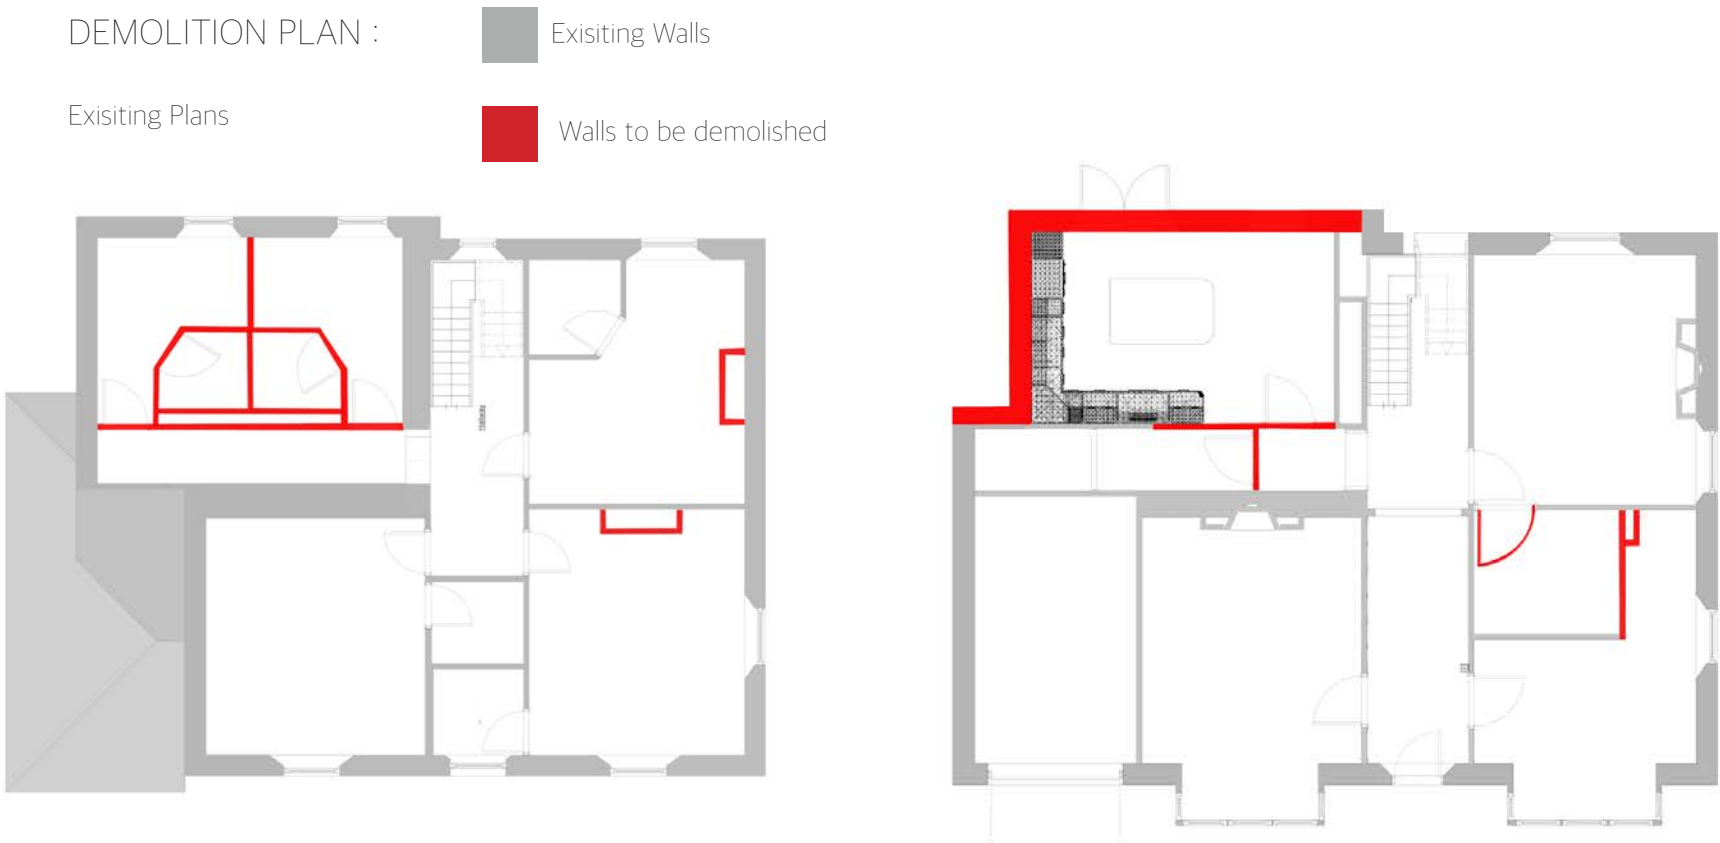 DEMOLITION PLAN :
Exisiting Walls
Exisiting Plans
Walls to be demolished